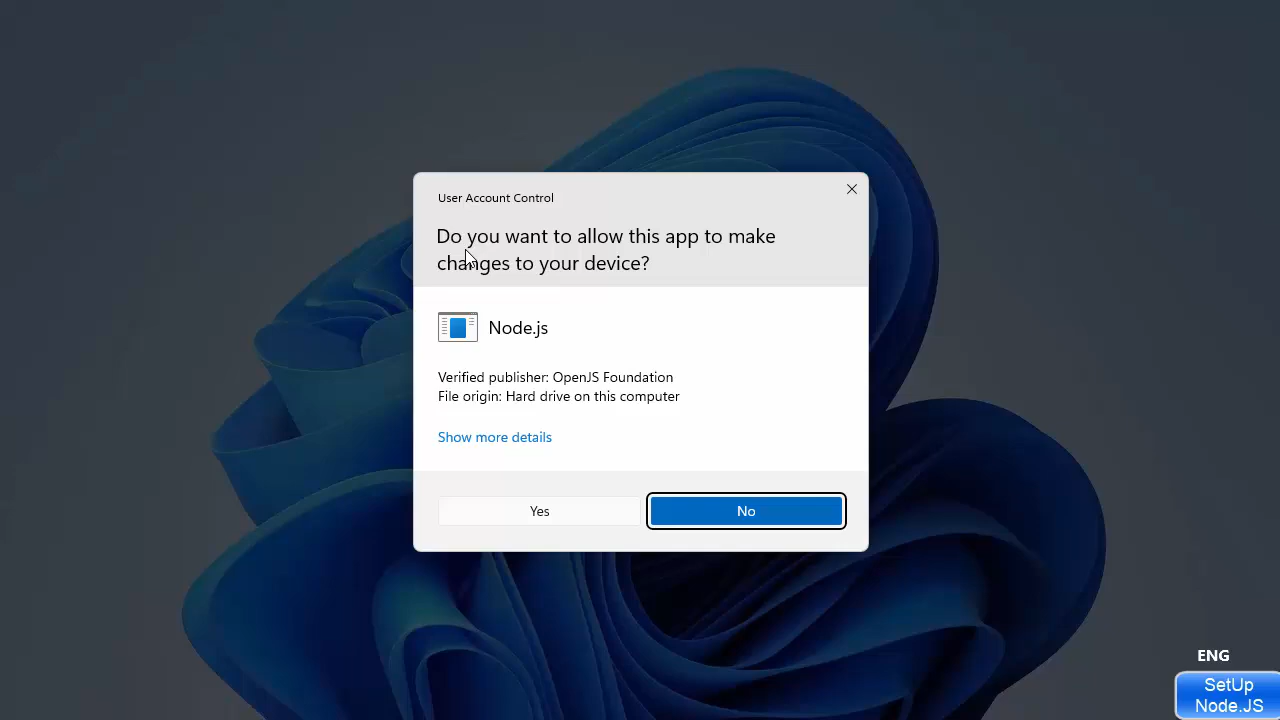 User Account Control
Do you want to allow this app to make
changes to your device?
Node.js
Verified publisher: OpenJS Foundation
File origin: Hard drive on this computer
Show more details
Yes
No
ENG
SetUp
Node.JS